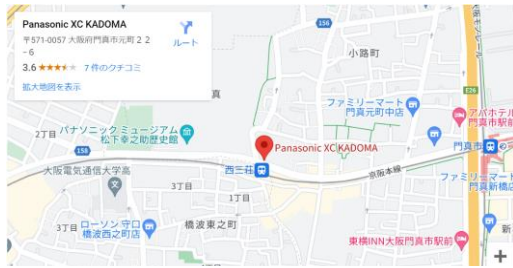 Panasonic XC KADOMA
〒571-0057 大阪府門真市元町２２
−６
ルート
3.6
7 件のクチコミ
拡大地図を表示
156
小路町
真
ファミリーマート
門真元町中店
E26
アパホテル
門真市駅前
2丁目
パナソニック ミュージアム
松下幸之助歴史館
Panasonic XC KADOMA
門真市
156
西三荘
京阪本線
大阪電気通信大学高
ファミリーマート
門真新橋店
3丁目
1丁目
3丁目
ローソン 守口
橋波西之町店
橋波東之町
東横INN大阪門真市駅前
新
+